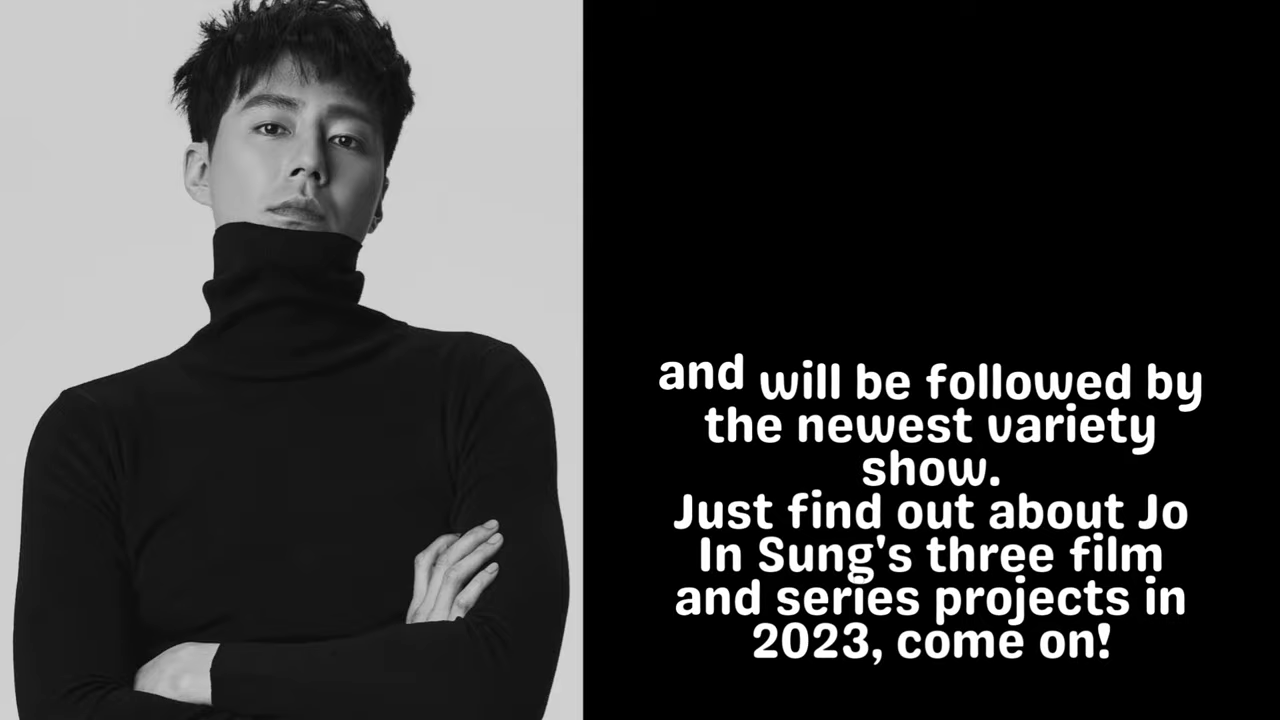 and will be followed by
the newest variety
show.
Just find out about Jo
In Sung's three film
and series projects in
2023, come on!